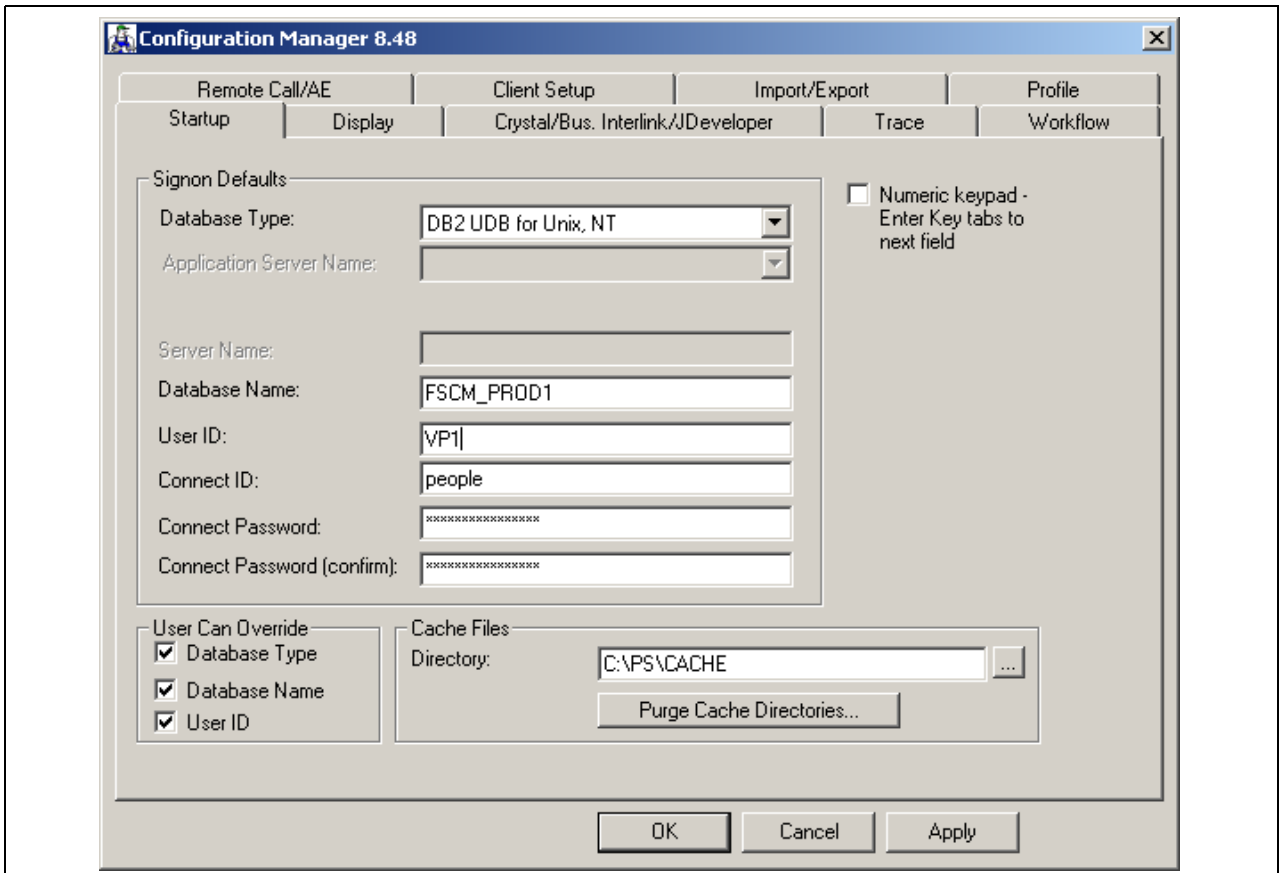 Configuration Manager 8.48
Remote Call/AE Client Setup Import/Export Profile
Startup Display Crystal/Bus. Interlink/JDeveloper Trace Workflow
Signon Defaults
Database Type: DB2 UDB for Unix, NT
Application Server Name:
Server Name:
Database Name: FSCM_PROD1
User ID: VP1
Connect ID: people
Connect Password: ****************
Connect Password (confirm): ****************
Numeric keypad -
Enter Key tabs to
next field
User Can Override
Database Type
Database Name
User ID
Cache Files
Directory: C:\PS\CACHE ...
Purge Cache Directories...
OK Cancel Apply